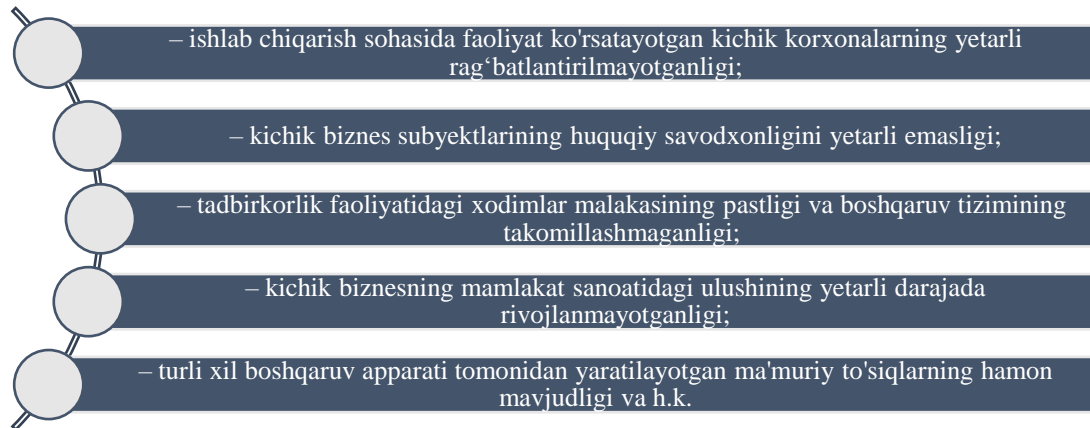 – ishlab chiqarish sohasida faoliyat ko'rsatayotgan kichik korxonalarning yetarli
rag‘batlantirilmayotganligi;
– kichik biznes subyektlarining huquqiy savodxonligini yetarli emasligi;
– tadbirkorlik faoliyatidagi xodimlar malakasining pastligi va boshqaruv tizimining
takomillashmaganligi;
– kichik biznesning mamlakat sanoatidagi ulushining yetarli darajada
rivojlanmayotganligi;
– turli xil boshqaruv apparati tomonidan yaratilayotgan ma'muriy to'siqlarning hamon
mavjudligi va h.k.